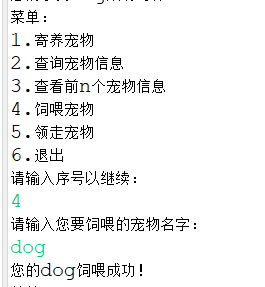 菜单：
1.寄养宠物
2.查询宠物信息
3.查看前n个宠物信息
4.饲喂宠物
5.领走宠物
6.退出
请输入序号以继续：
4
请输入您要饲喂的宠物名字：
dog
您的dog饲喂成功！